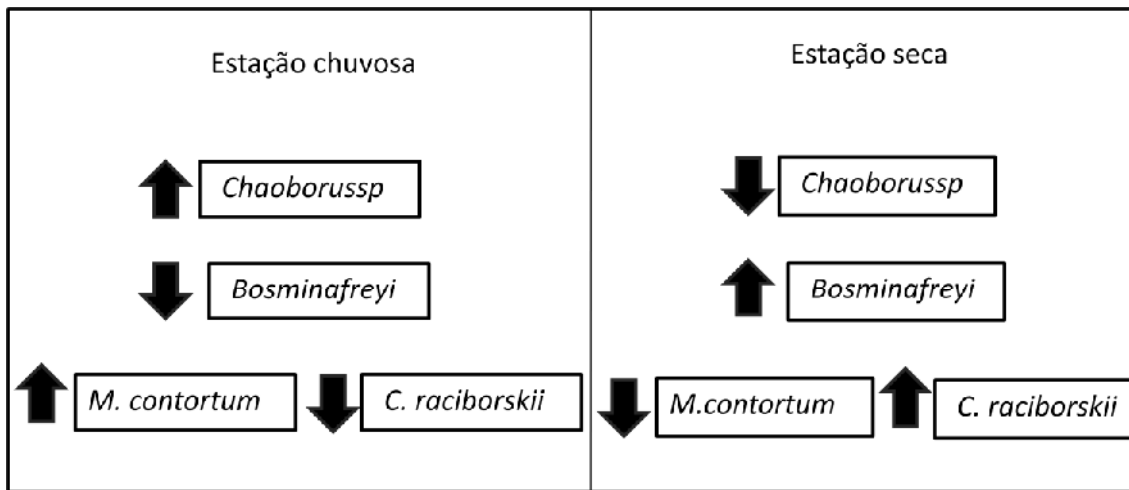 Estação chuvosa
Chaoborussp
Bosminafreyi
M. contortum
C. raciborskii
Estação seca
Chaoborussp
Bosminafreyi
M.contortum
C. raciborskii